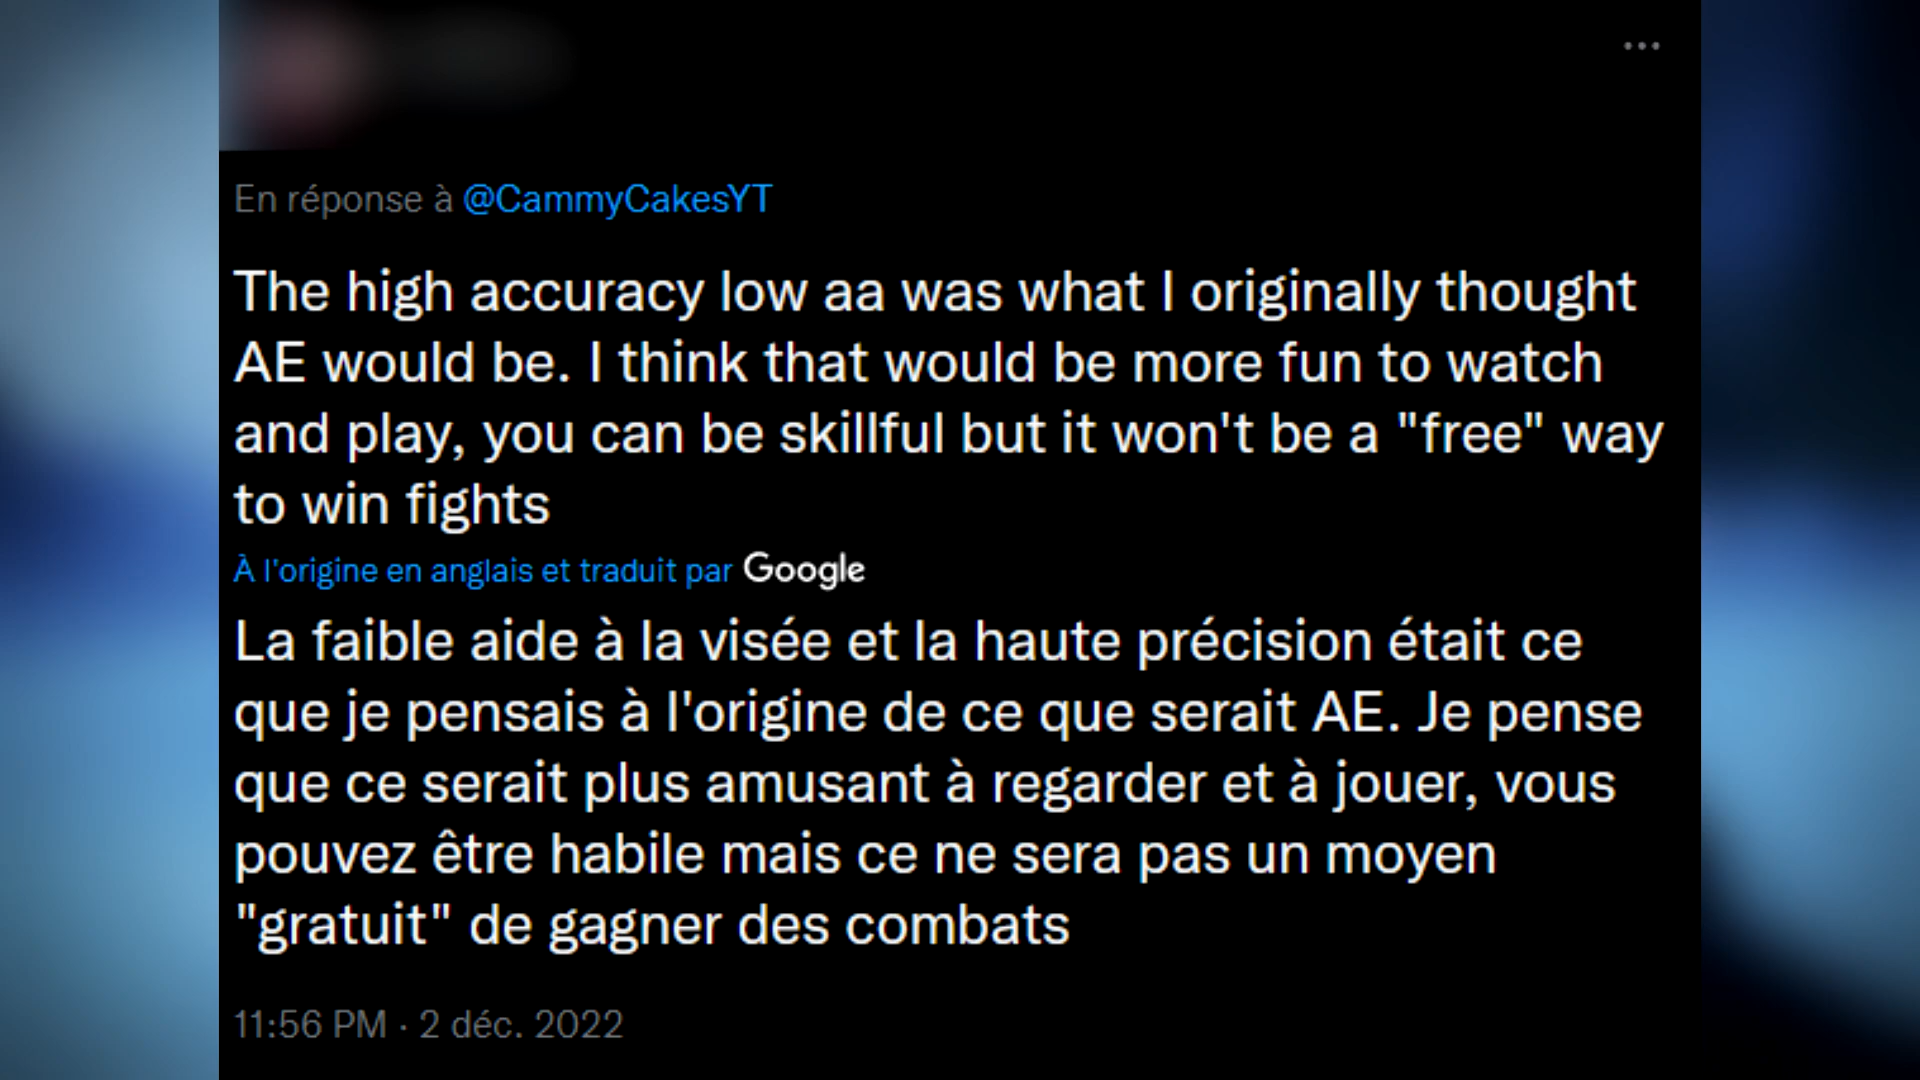 En réponse à @CammyCakesYT
The high accuracy low aa was what I originally thought
AE would be. I think that would be more fun to watch
and play, you can be skillful but it won't be a "free" way
to win fights
À l'origine en anglais et traduit par Google
La faible aide à la visée et la haute précision était ce
que je pensais à l'origine de ce que serait AE. Je pense
que ce serait plus amusant à regarder et à jouer, vous
pouvez être habile mais ce ne sera pas un moyen
"gratuit" de gagner des combats
11:56 PM · 2 déc. 2022